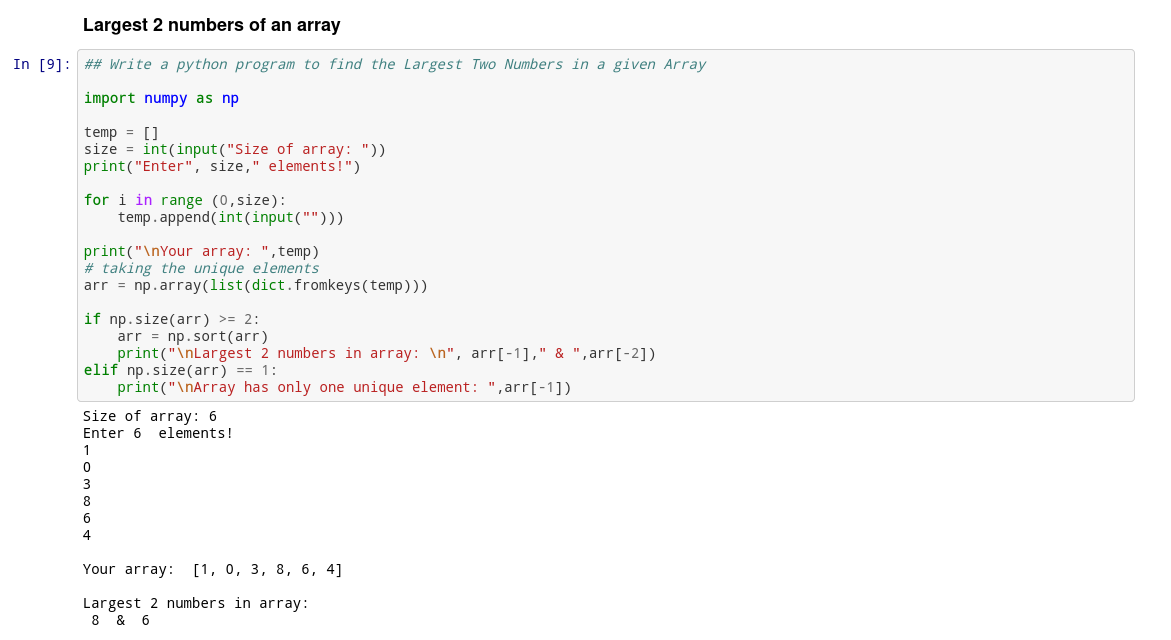 Largest 2 numbers of an array
In [9]: ## Write a python program to find the Largest Two Numbers in a given Array
import numpy as np
temp = []
size = int(input("Size of array: "))
print("Enter", size," elements!")
for i in range (0,size):
    temp.append(int(input("")))
print("\nYour array: ",temp)
# taking the unique elements
arr = np.array(list(dict.fromkeys(temp)))
if np.size(arr) >= 2:
    arr = np.sort(arr)
    print("\nLargest 2 numbers in array: \n", arr[-1]," & ",arr[-2])
elif np.size(arr) == 1:
    print("\nArray has only one unique element: ",arr[-1])
Size of array: 6
Enter 6  elements!
1
0
3
8
6
4
Your array:  [1, 0, 3, 8, 6, 4]
Largest 2 numbers in array:
 8  &  6